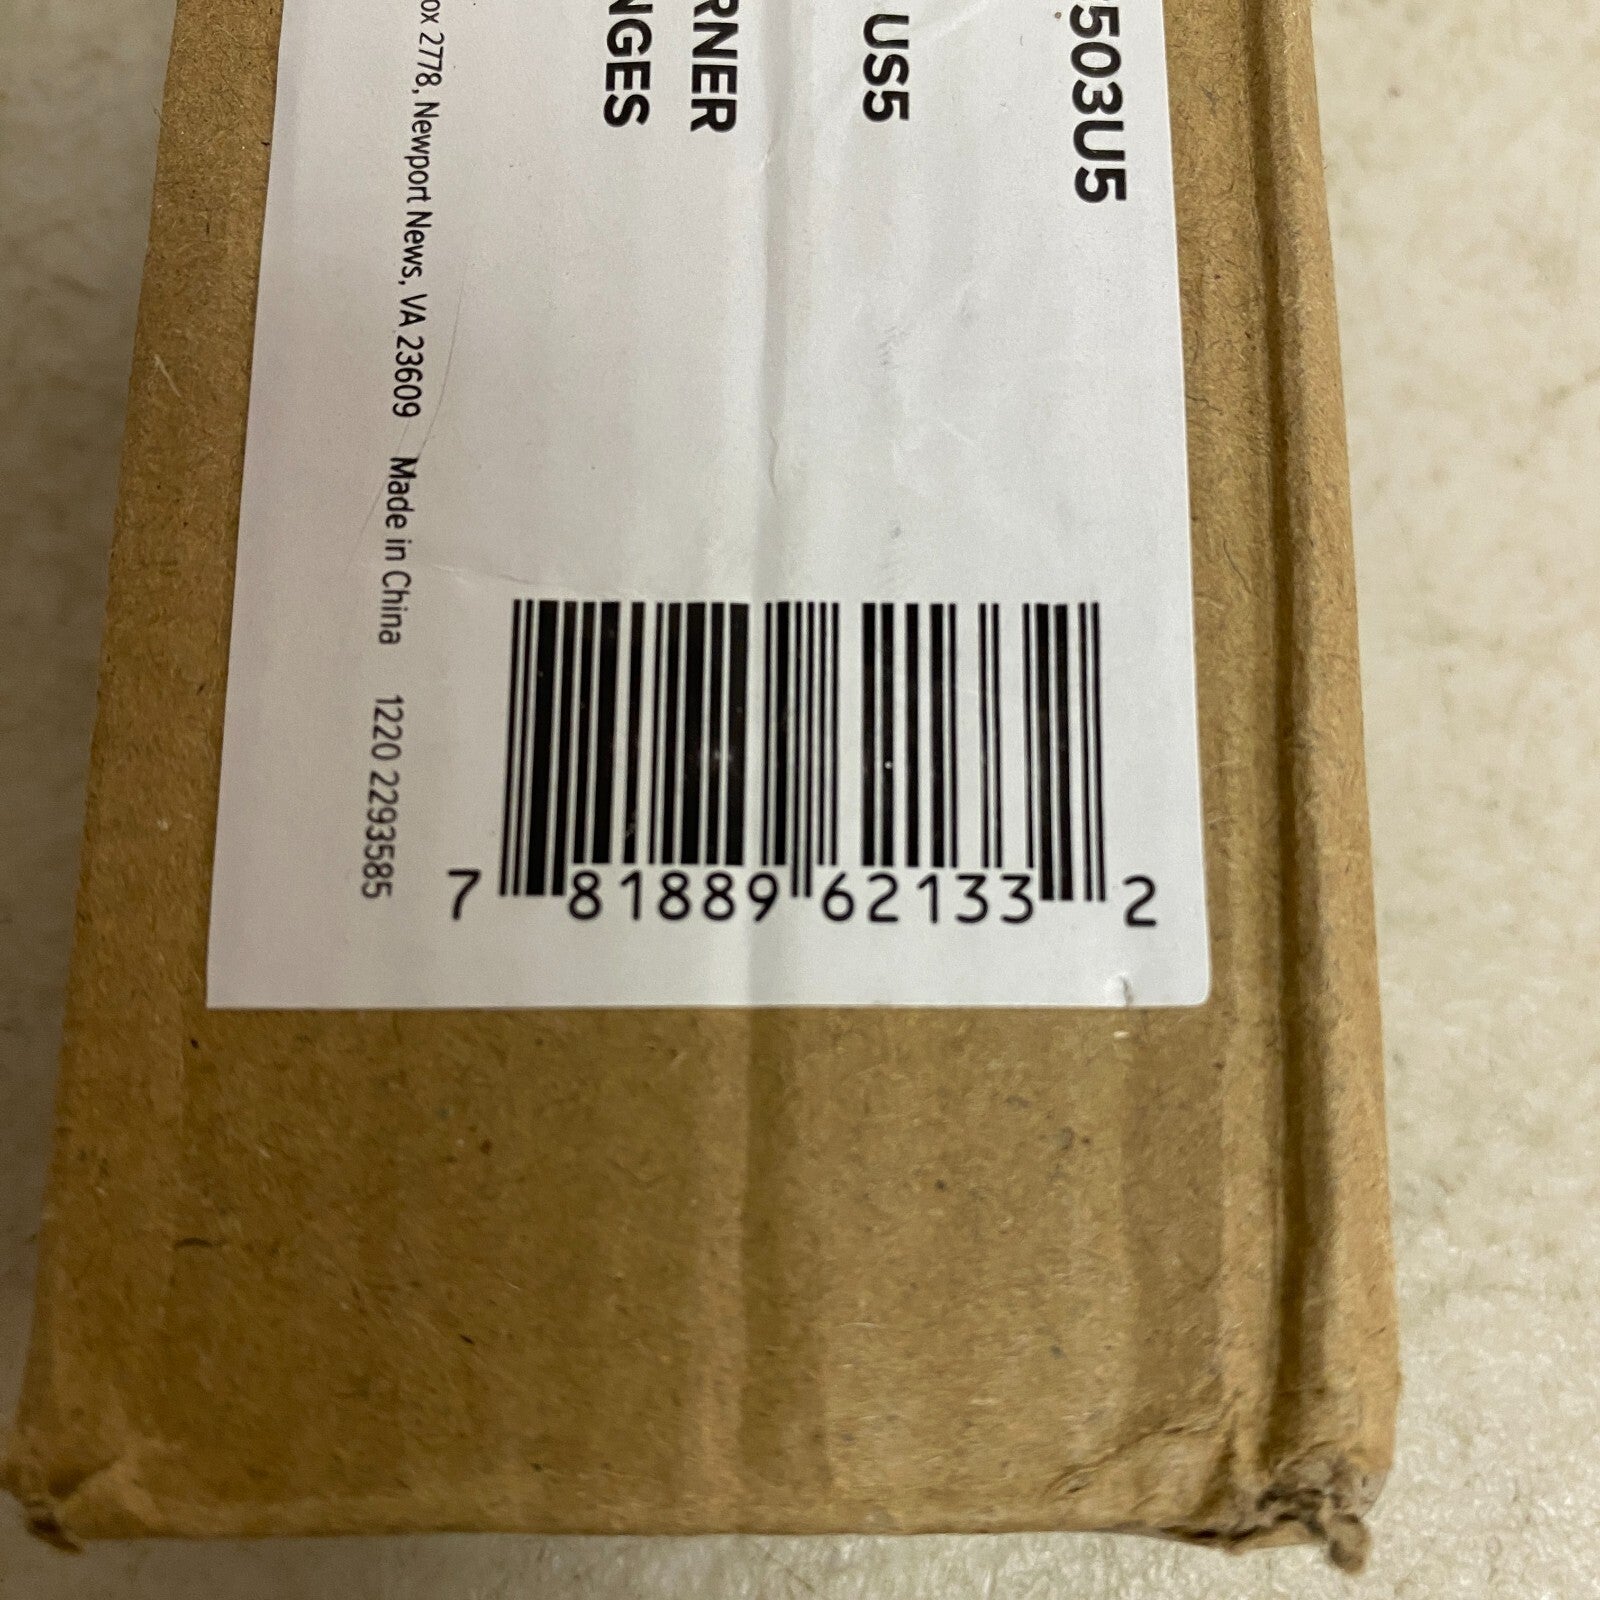 503U5
US5
RNER
NGES
ox 2778, Newport News, VA 23609 Made in China 1220 2293585
7 81889 62133 2